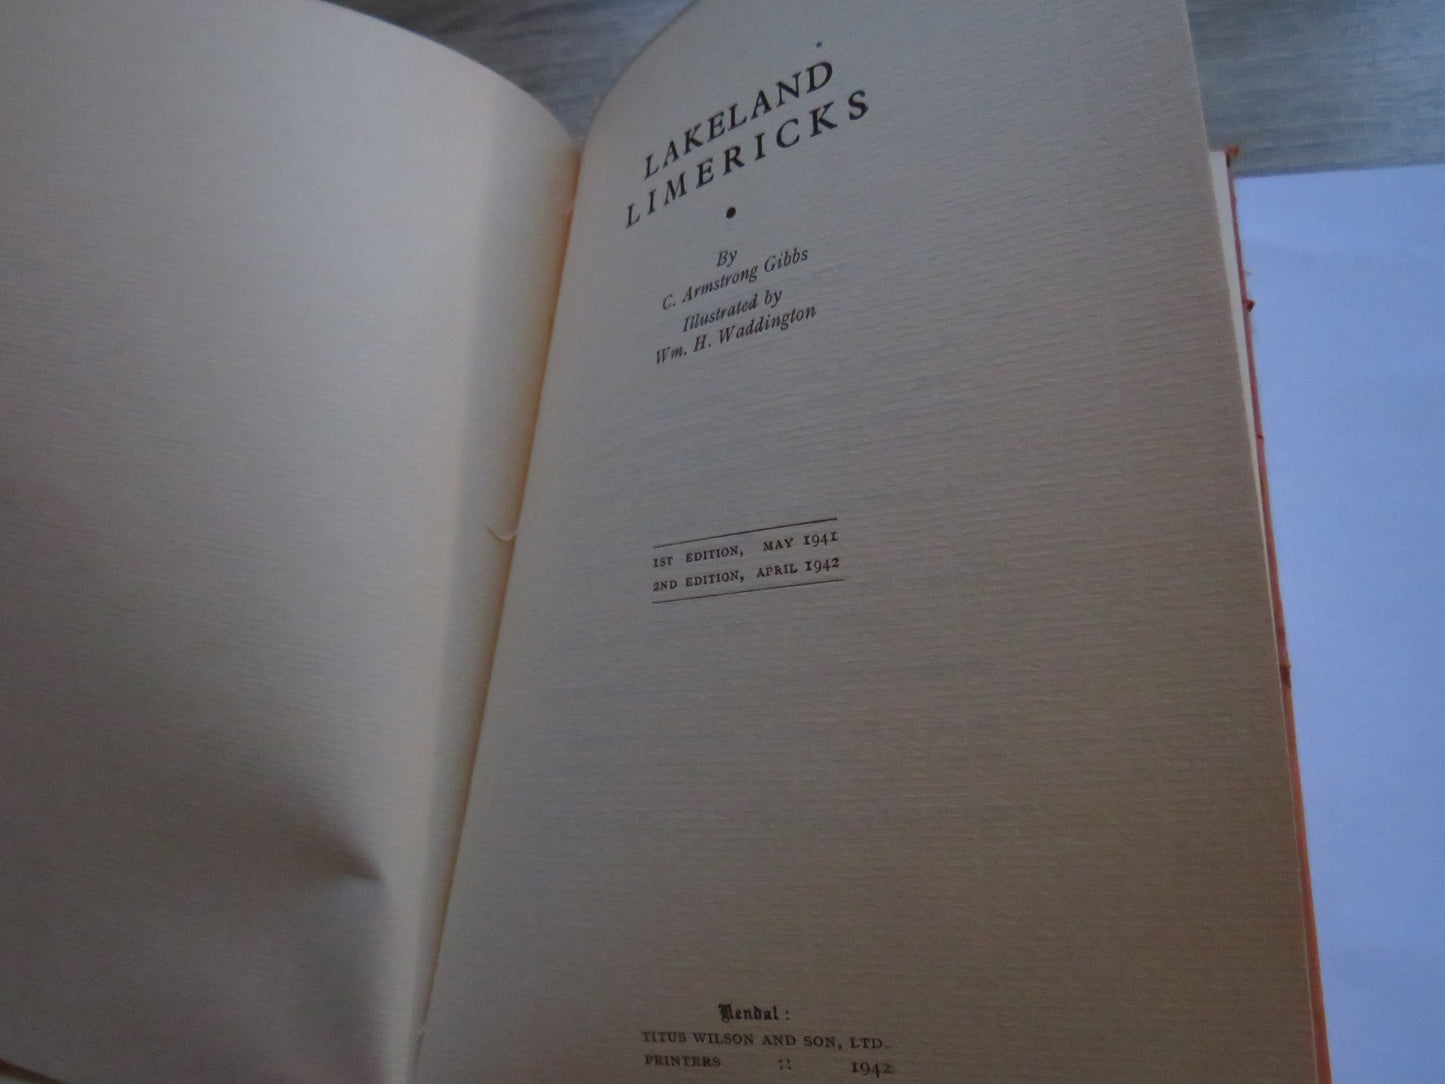 LAKELAND
LIMERICKS
•
By
C. Armstrong Gibbs
Illustrated by
Wm. H. Waddington
1ST EDITION, MAY 1941
2ND EDITION, APRIL 1942
Kendal :
TITUS WILSON AND SON, LTD.
PRINTERS :: 1942